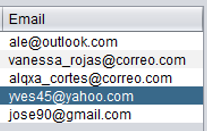 Email
ale@outlook.com
vanessa_rojas@correo.com
alqxa_cortes@correo.com
yves45@yahoo.com
jose90@gmail.com